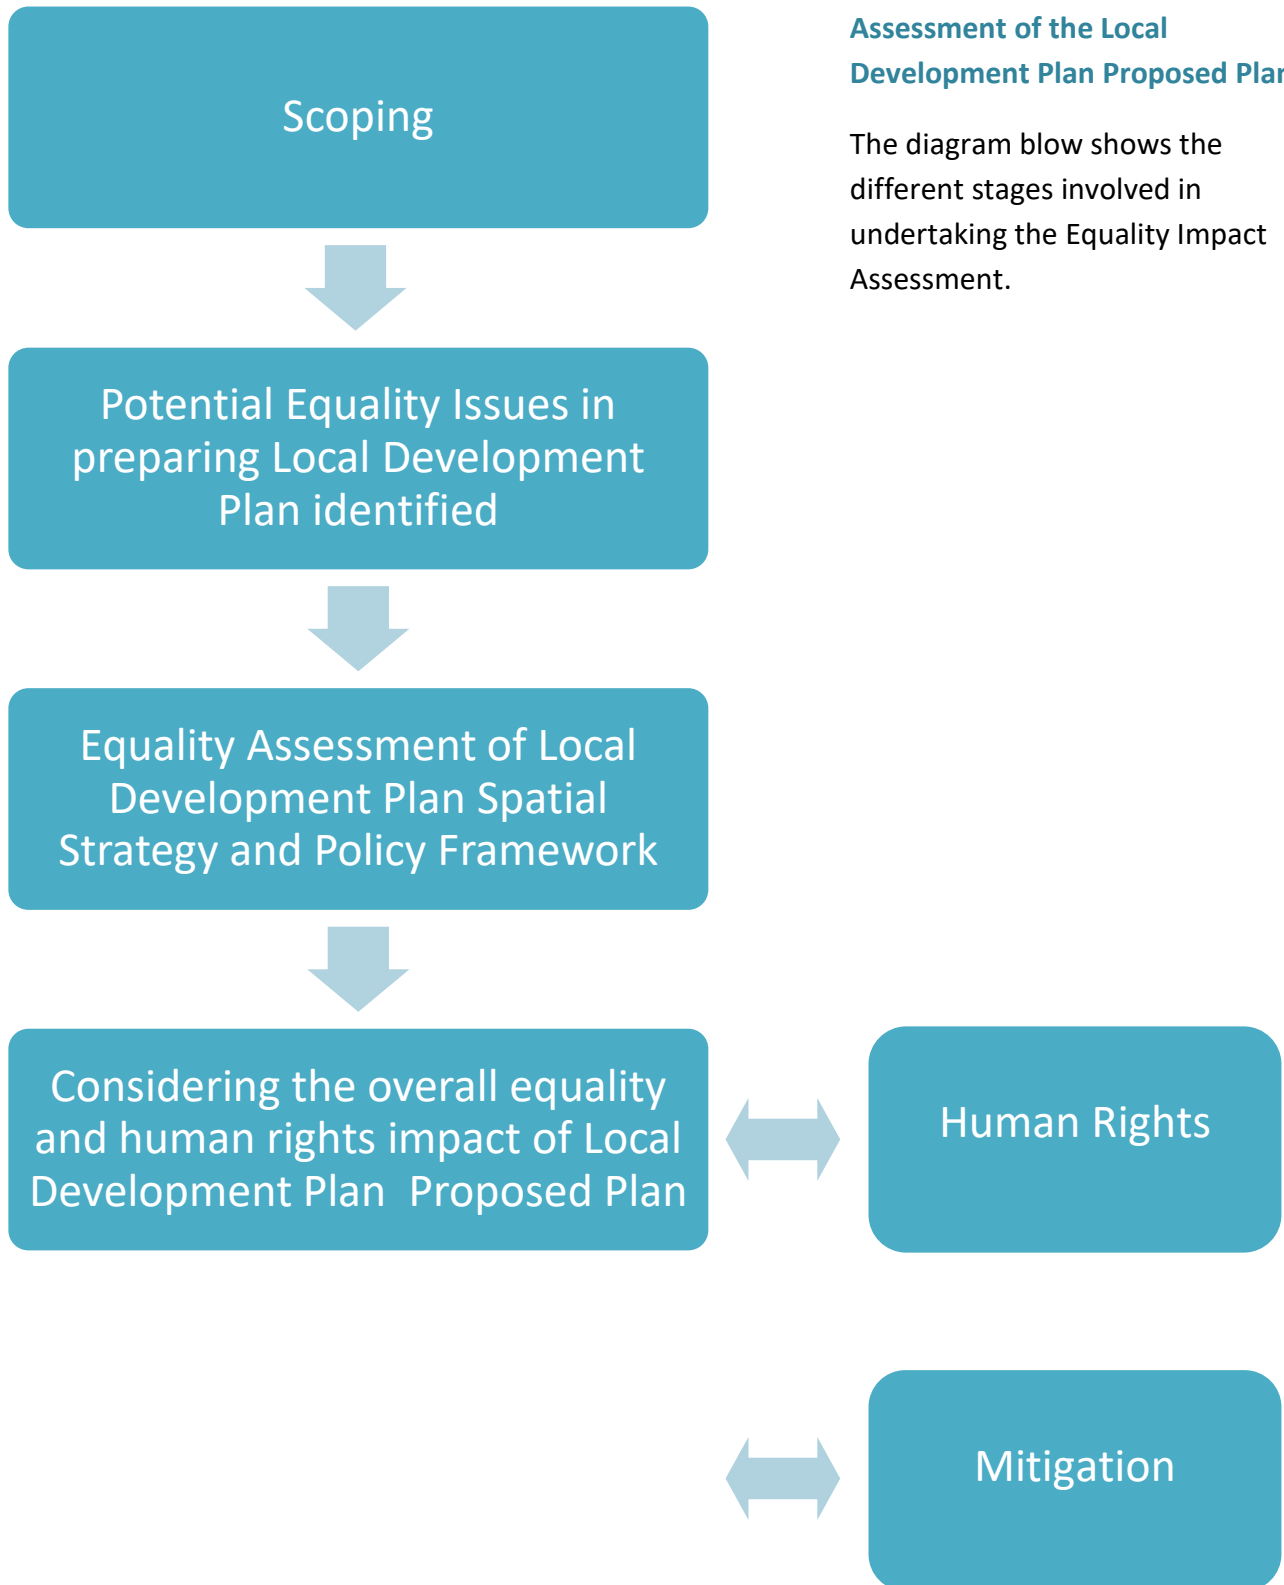 Assessment of the Local
Development Plan Proposed Plan
The diagram blow shows the
different stages involved in
undertaking the Equality Impact
Assessment.
Scoping
Potential Equality Issues in
preparing Local Development
Plan identified
Equality Assessment of Local
Development Plan Spatial
Strategy and Policy Framework
Considering the overall equality
and human rights impact of Local
Development Plan  Proposed Plan
Human Rights
Mitigation